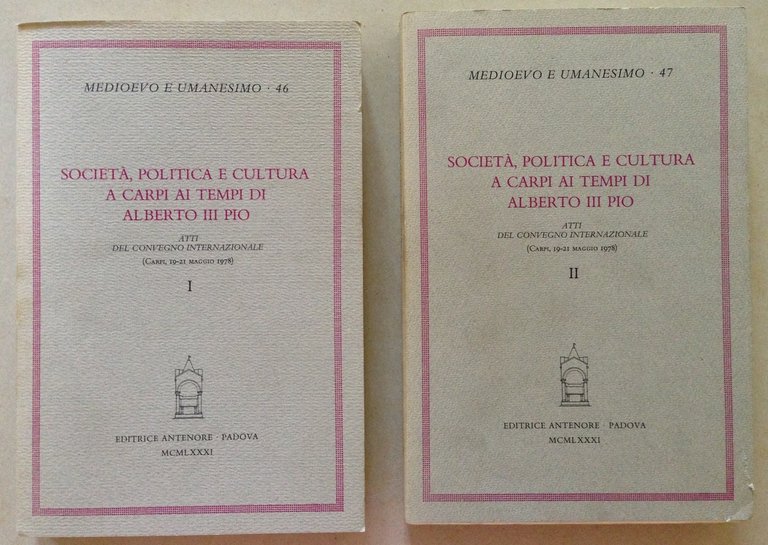 MEDIOEVO E UMANESIMO · 46
SOCIETÀ, POLITICA E CULTURA
A CARPI AI TEMPI DI
ALBERTO III PIO
ATTI
DEL CONVEGNO INTERNAZIONALE
(CARPI, 19-21 MAGGIO 1978)
I
EDITRICE ANTENORE · PADOVA
MCMLXXXI
MEDIOEVO E UMANESIMO · 47
SOCIETÀ, POLITICA E CULTURA
A CARPI AI TEMPI DI
ALBERTO III PIO
ATTI
DEL CONVEGNO INTERNAZIONALE
(CARPI, 19-21 MAGGIO 1978)
II
EDITRICE ANTENORE · PADOVA
MCMLXXXI